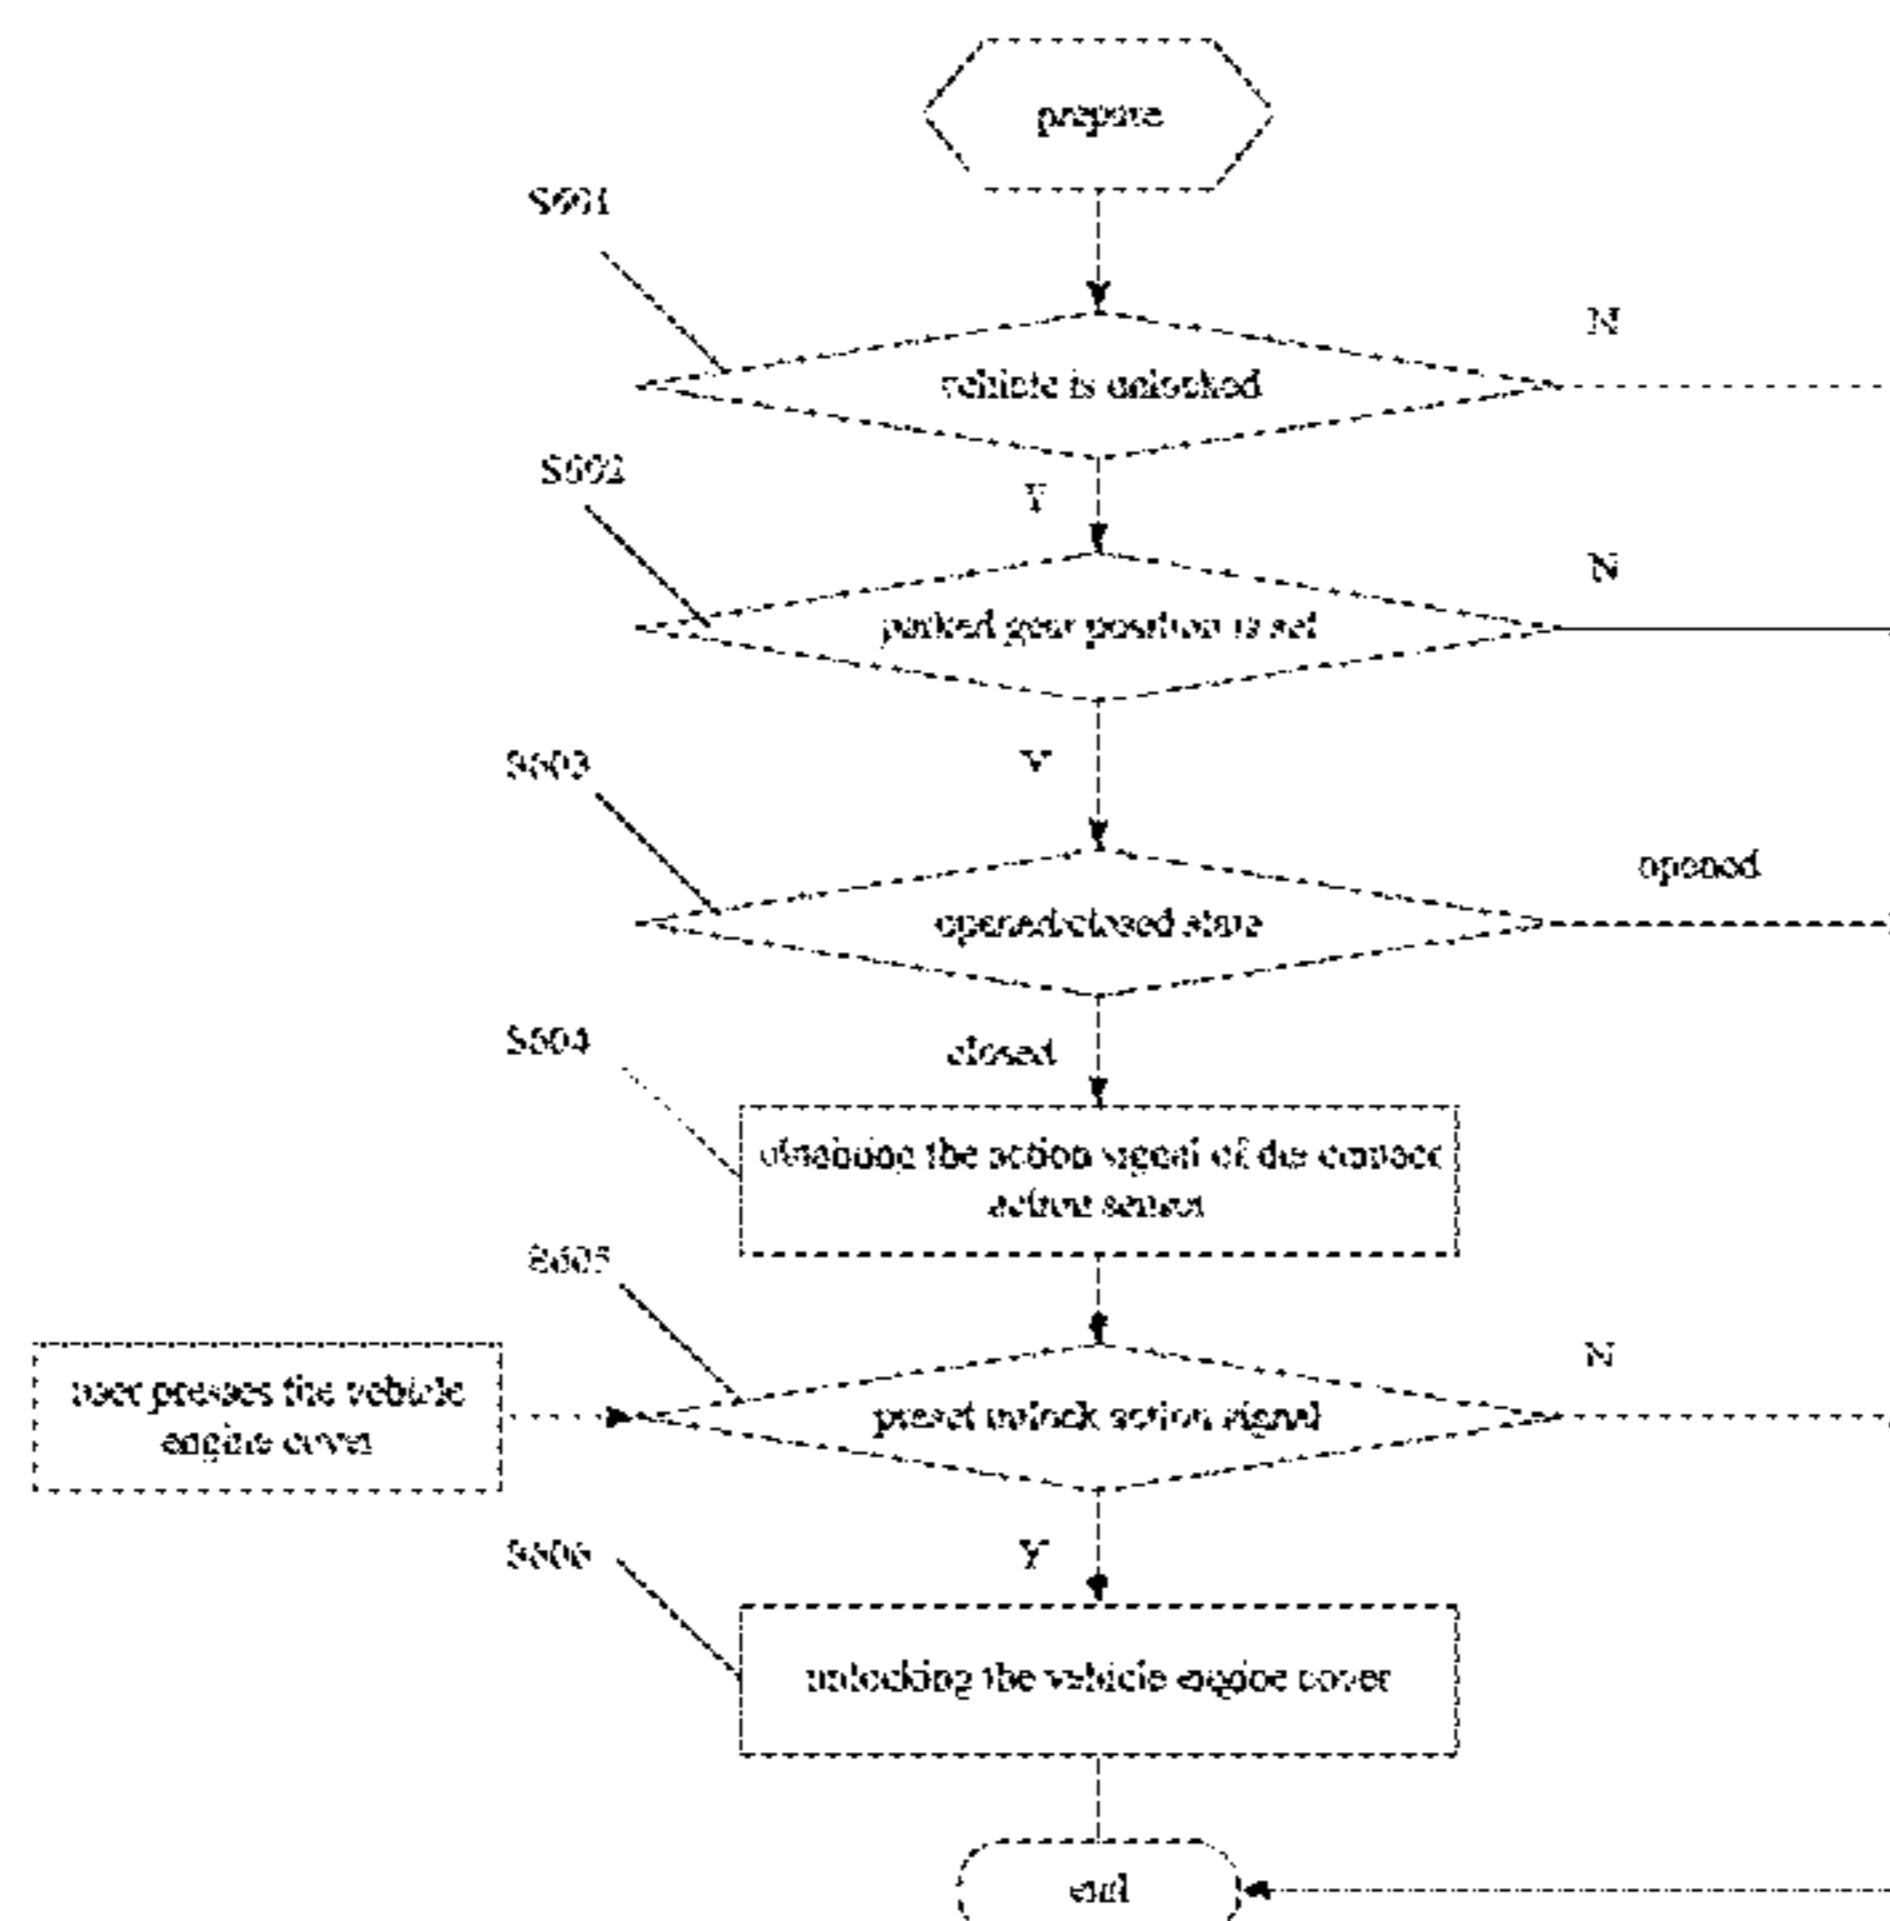 prepare
S601
N
vehicle is unlocked
S602
Y
N
parked gear position is set
S603
Y
opened
opened/closed state
S604
closed
obtaining the action signal of the contact
action sensor
S605
N
user presses the vehicle
engine cover
preset unlock action signal
S606
Y
unlocking the vehicle engine cover
end